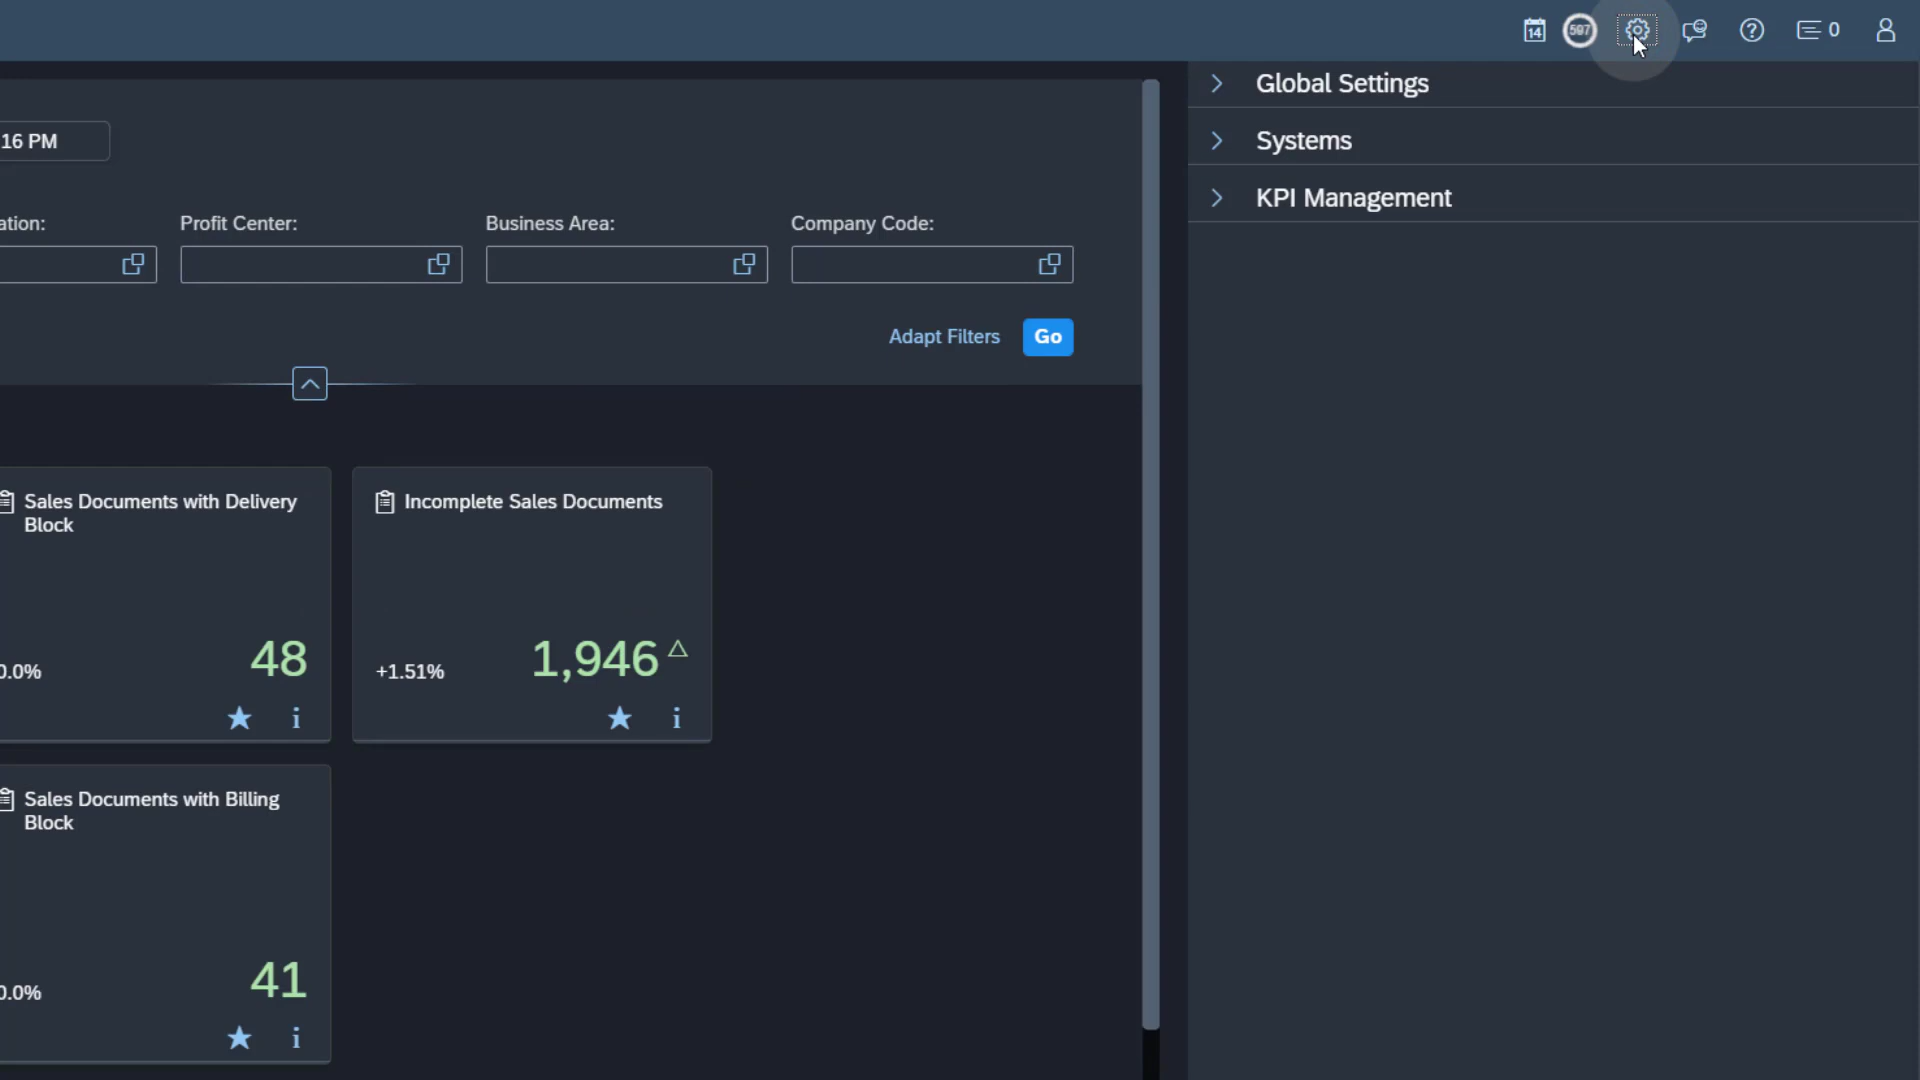 14
597
0
Global Settings
Systems
KPI Management
16 PM
ation:
Profit Center:
Business Area:
Company Code:
Adapt Filters
Go
Sales Documents with Delivery
Block
0.0%
48
i
Incomplete Sales Documents
+1.51%
1,946
i
Sales Documents with Billing
Block
0.0%
41
i